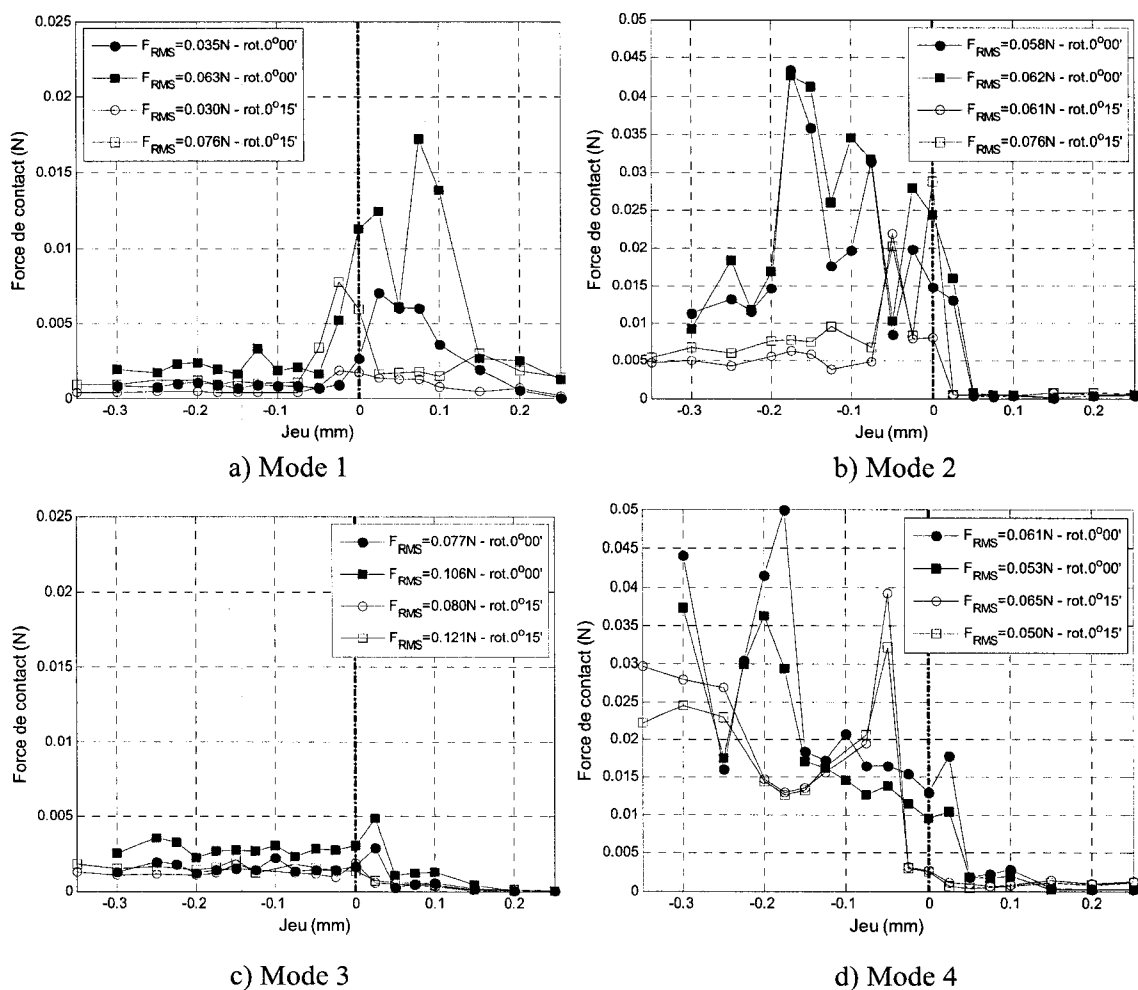 0.025
0.02
0.015
0.01
0.005
0
Force de contact (N)
F_RMS=0.035N - rot.0°00'
F_RMS=0.063N - rot.0°00'
F_RMS=0.030N - rot.0°15'
F_RMS=0.076N - rot.0°15'
-0.3 -0.2 -0.1 0 0.1 0.2
Jeu (mm)
a) Mode 1
0.05
0.045
0.04
0.035
0.03
0.025
0.02
0.015
0.01
0.005
0
Force de contact (N)
F_RMS=0.058N - rot.0°00'
F_RMS=0.062N - rot.0°00'
F_RMS=0.061N - rot.0°15'
F_RMS=0.076N - rot.0°15'
-0.3 -0.2 -0.1 0 0.1 0.2
Jeu (mm)
b) Mode 2
0.025
0.02
0.015
0.01
0.005
0
Force de contact (N)
F_RMS=0.077N - rot.0°00'
F_RMS=0.106N - rot.0°00'
F_RMS=0.080N - rot.0°15'
F_RMS=0.121N - rot.0°15'
-0.3 -0.2 -0.1 0 0.1 0.2
Jeu (mm)
c) Mode 3
0.05
0.045
0.04
0.035
0.03
0.025
0.02
0.015
0.01
0.005
0
Force de contact (N)
F_RMS=0.061N - rot.0°00'
F_RMS=0.053N - rot.0°00'
F_RMS=0.065N - rot.0°15'
F_RMS=0.050N - rot.0°15'
-0.3 -0.2 -0.1 0 0.1 0.2
Jeu (mm)
d) Mode 4